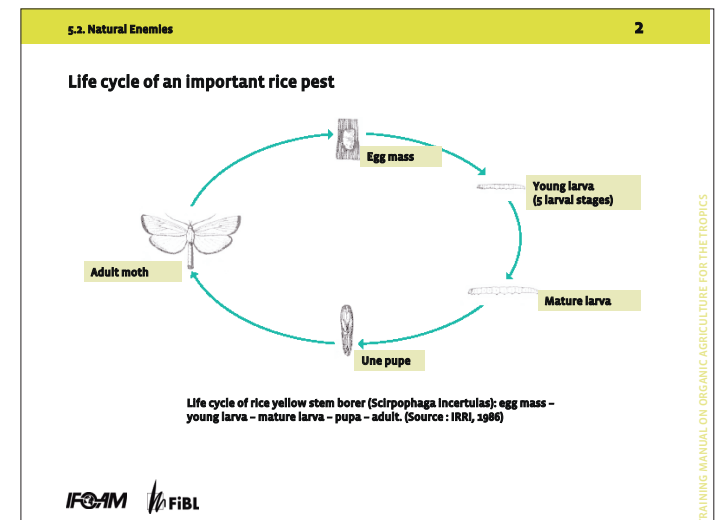 5.2. Natural Enemies
2
Life cycle of an important rice pest
Egg mass
Young larva
(5 larval stages)
Adult moth
Mature larva
Une pupe
Life cycle of rice yellow stem borer (Scirpophaga incertulas): egg mass –
young larva – mature larva – pupa – adult. (Source : IRRI, 1986)
RAINING MANUAL ON ORGANIC AGRICULTURE FOR THE TROPICS
IFOAM
FiBL